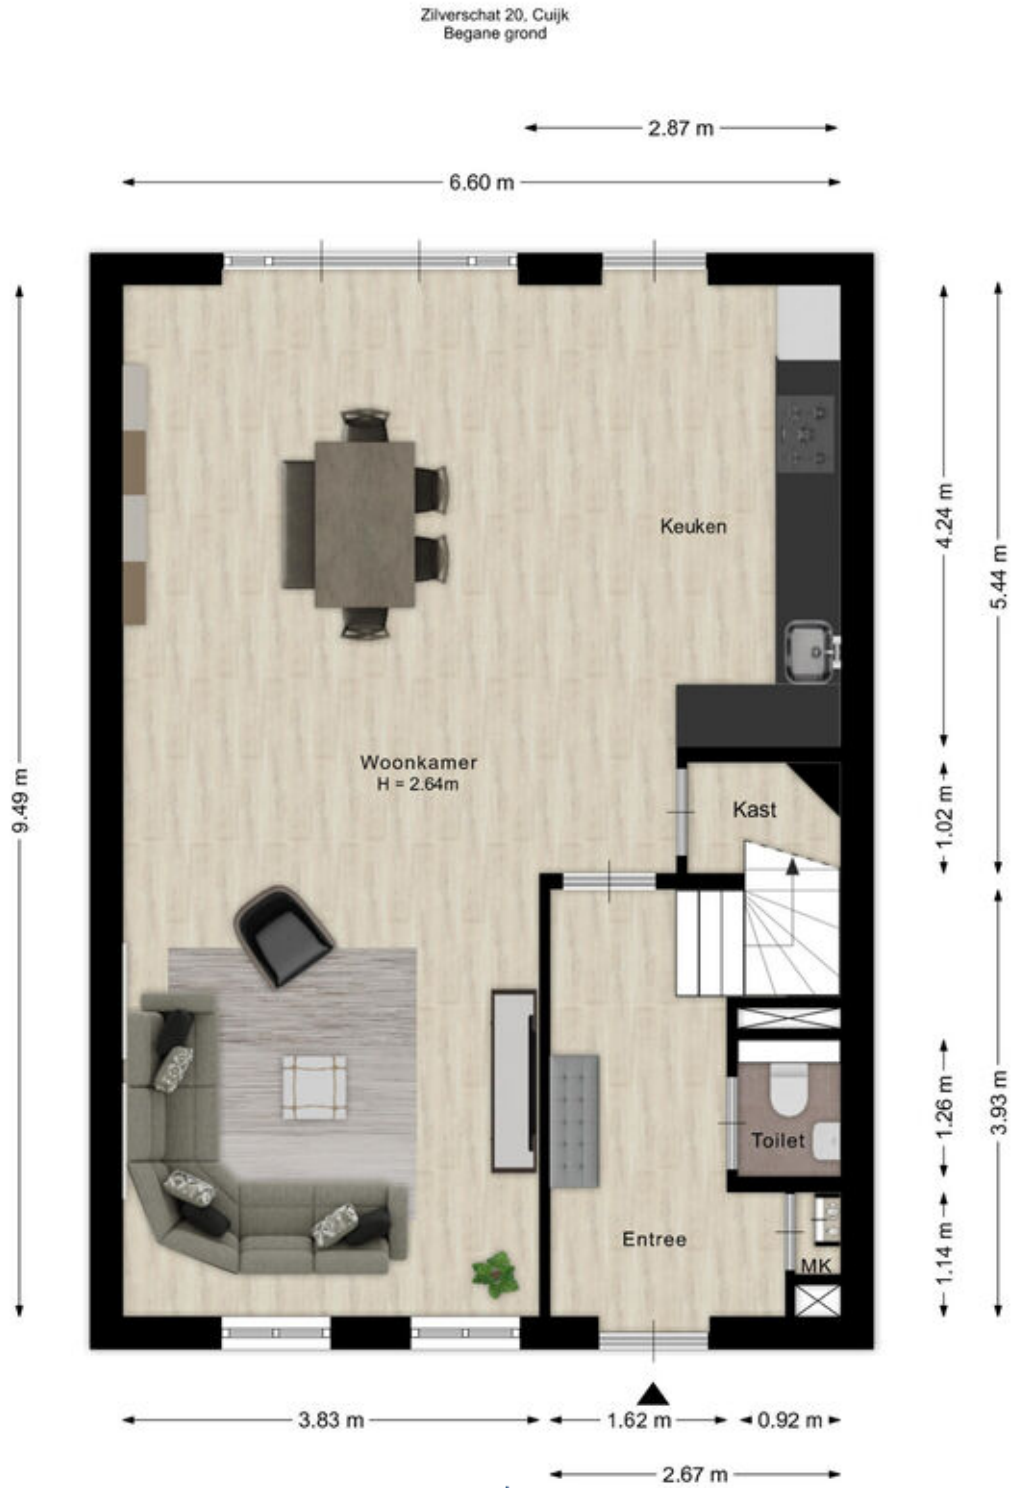 Zilverschat 20, Cuijk
Begane grond
2.87 m
6.60 m
4.24 m
5.44 m
Keuken
Woonkamer
H = 2.64m
9.49 m
Kast
1.02 m
1.26 m
3.93 m
Toilet
Entree
1.14 m
MK
3.83 m
1.62 m
0.92 m
2.67 m